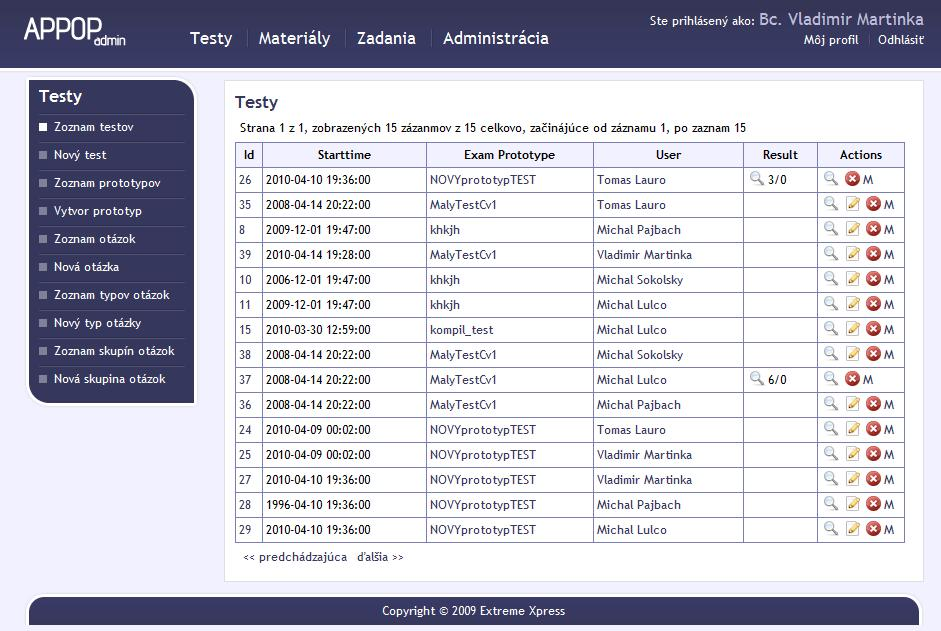 APPOP admin
Testy Materiály Zadania Administrácia
Ste prihlásený ako: Bc. Vladimir Martinka
Môj profil Odhlásiť
Testy
Zoznam testov
Nový test
Zoznam prototypov
Vytvor prototyp
Zoznam otázok
Nová otázka
Zoznam typov otázok
Nový typ otázky
Zoznam skupín otázok
Nová skupina otázok
Testy
Strana 1 z 1, zobrazených 15 zázanmov z 15 celkovo, začínajúce od záznamu 1, po zaznam 15
Id Starttime Exam Prototype User Result Actions
26 2010-04-10 19:36:00 NOVYprototypTEST Tomas Lauro 3/0 M
35 2008-04-14 20:22:00 MalyTestCv1 Tomas Lauro M
8 2009-12-01 19:47:00 khkjh Michal Pajbach M
39 2010-04-14 19:28:00 MalyTestCv1 Vladimir Martinka M
10 2006-12-01 19:47:00 khkjh Michal Sokolsky M
11 2009-12-01 19:47:00 khkjh Michal Lulco M
15 2010-03-30 12:59:00 kompil_test Michal Lulco M
38 2008-04-14 20:22:00 MalyTestCv1 Michal Sokolsky M
37 2008-04-14 20:22:00 MalyTestCv1 Michal Lulco 6/0 M
36 2008-04-14 20:22:00 MalyTestCv1 Michal Pajbach M
24 2010-04-09 00:02:00 NOVYprototypTEST Tomas Lauro M
25 2010-04-09 00:02:00 NOVYprototypTEST Vladimir Martinka M
27 2010-04-10 19:36:00 NOVYprototypTEST Vladimir Martinka M
28 1996-04-10 19:36:00 NOVYprototypTEST Michal Pajbach M
29 2010-04-10 19:36:00 NOVYprototypTEST Michal Lulco M
<< predchádzajúca ďalšia >>
Copyright © 2009 Extreme Xpress